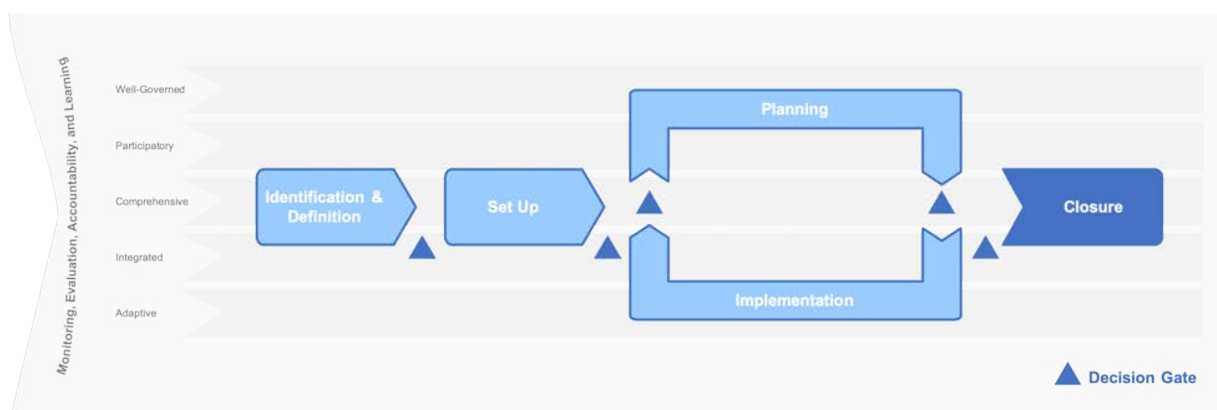 Monitoring, Evaluation, Accountability, and Learning
Well-Governed
Participatory
Comprehensive
Integrated
Adaptive
Identification &
Definition
Set Up
Planning
Implementation
Closure
Decision Gate